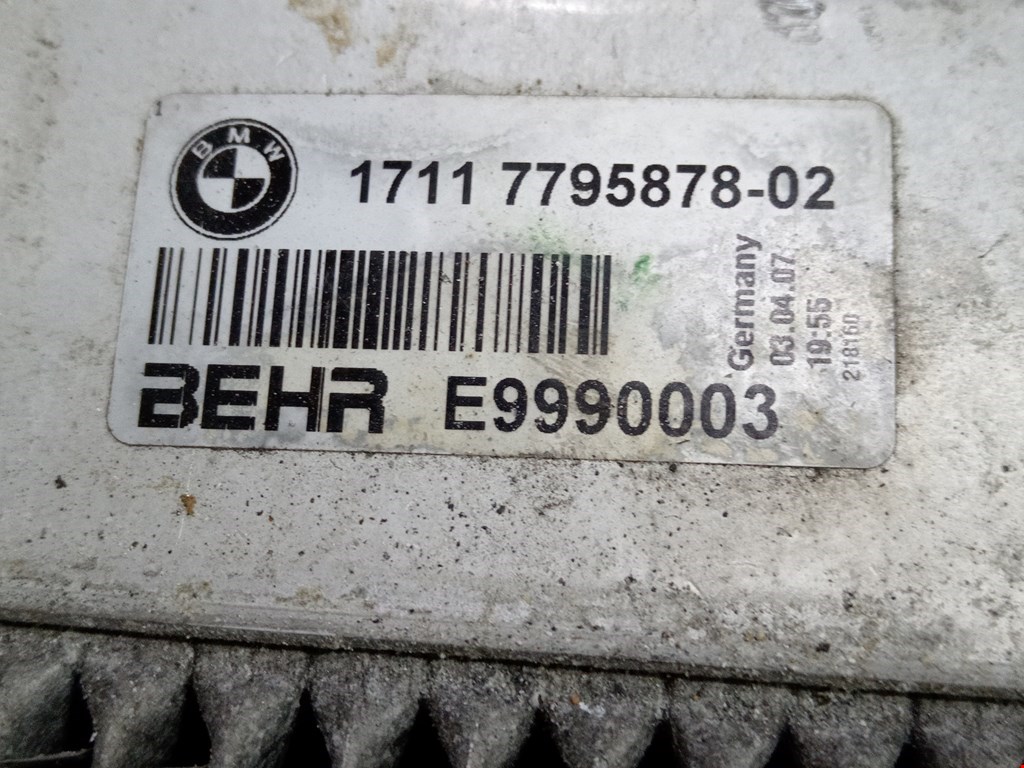 BMW
1711 7795878-02
BEHR E9990003
Germany
03.04.07
19:55
218160